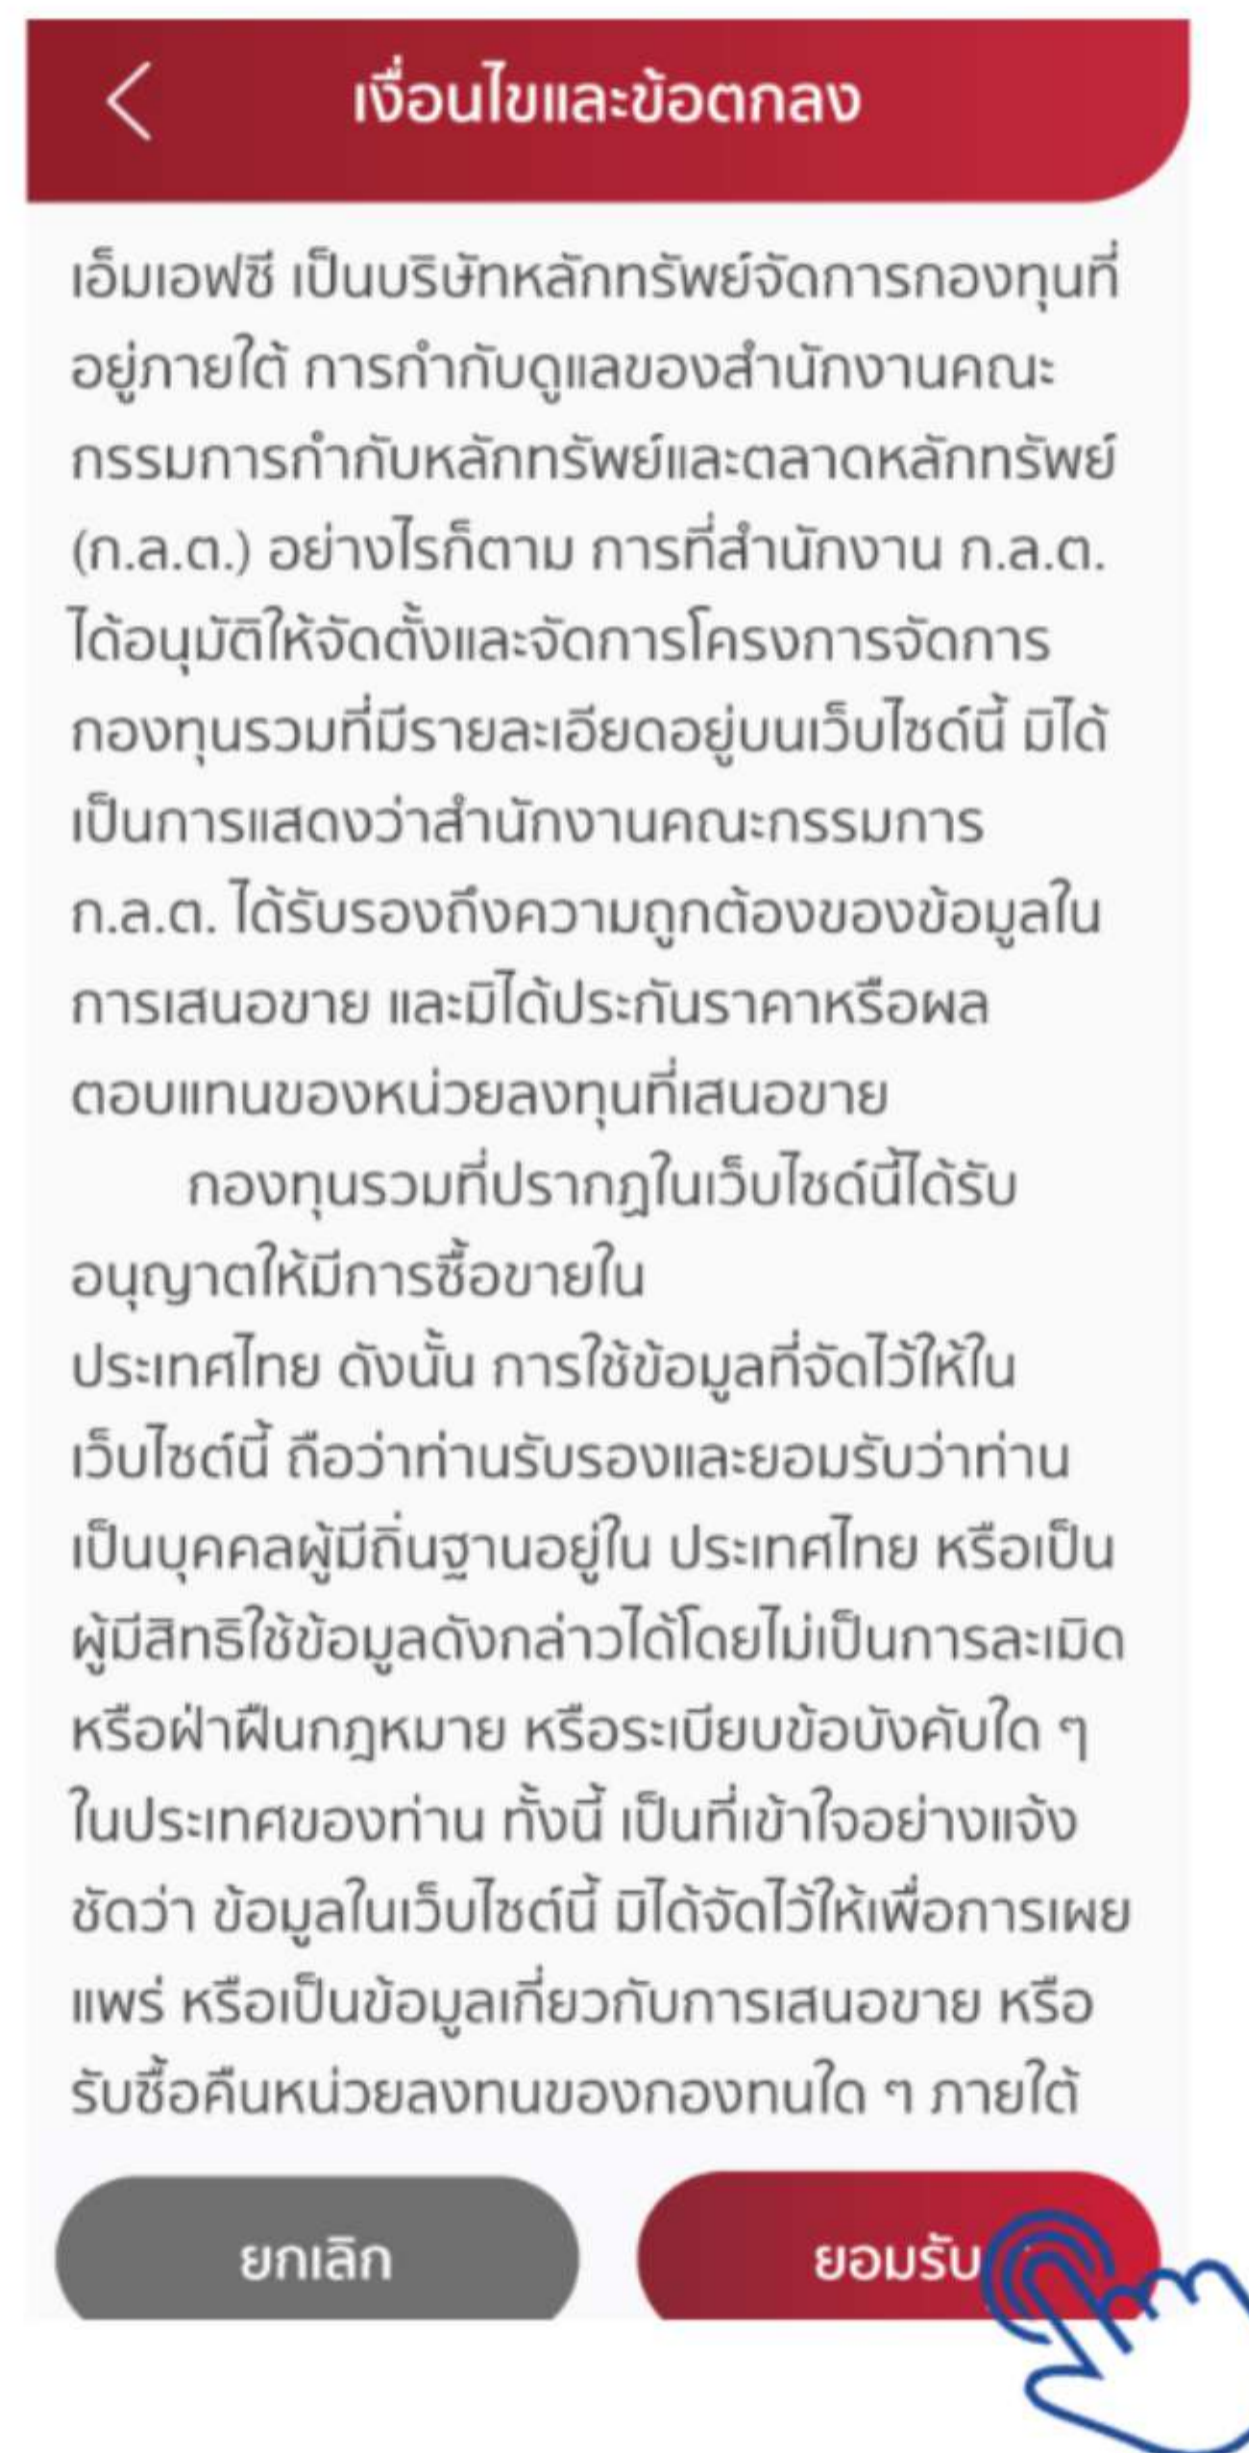 เงื่อนไขและข้อตกลง
เอ็มเอฟซี เป็นบริษัทหลักทรัพย์จัดการกองทุนที่
อยู่ภายใต้ การกำกับดูแลของสำนักงานคณะ
กรรมการกำกับหลักทรัพย์และตลาดหลักทรัพย์
(ก.ล.ต.) อย่างไรก็ตาม การที่สำนักงาน ก.ล.ต.
ได้อนุมัติให้จัดตั้งและจัดการโครงการจัดการ
กองทุนรวมที่มีรายละเอียดอยู่บนเว็บไซด์นี้ มิได้
เป็นการแสดงว่าสำนักงานคณะกรรมการ
ก.ล.ต. ได้รับรองถึงความถูกต้องของข้อมูลใน
การเสนอขาย และมิได้ประกันราคาหรือผล
ตอบแทนของหน่วยลงทุนที่เสนอขาย
กองทุนรวมที่ปรากฏในเว็บไซด์นี้ได้รับ
อนุญาตให้มีการซื้อขายใน
ประเทศไทย ดังนั้น การใช้ข้อมูลที่จัดไว้ให้ใน
เว็บไซต์นี้ ถือว่าท่านรับรองและยอมรับว่าท่าน
เป็นบุคคลผู้มีถิ่นฐานอยู่ใน ประเทศไทย หรือเป็น
ผู้มีสิทธิใช้ข้อมูลดังกล่าวได้โดยไม่เป็นการละเมิด
หรือฝ่าฝืนกฎหมาย หรือระเบียบข้อบังคับใด ๆ
ในประเทศของท่าน ทั้งนี้ เป็นที่เข้าใจอย่างแจ้ง
ชัดว่า ข้อมูลในเว็บไซต์นี้ มิได้จัดไว้ให้เพื่อการเผย
แพร่ หรือเป็นข้อมูลเกี่ยวกับการเสนอขาย หรือ
รับซื้อคืนหน่วยลงทุนของกองทุนใด ๆ ภายใต้
ยกเลิก
ยอมรับ